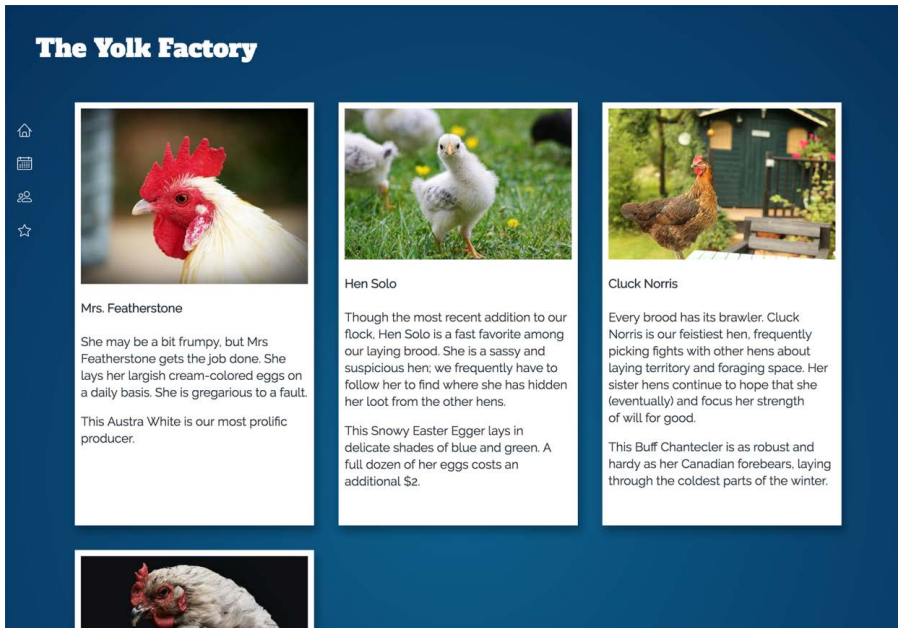 The Yolk Factory
Mrs. Featherstone
She may be a bit frumpy, but Mrs
Featherstone gets the job done. She
lays her largish cream-colored eggs on
a daily basis. She is gregarious to a fault.
This Austra White is our most prolific
producer.
Hen Solo
Though the most recent addition to our
flock, Hen Solo is a fast favorite among
our laying brood. She is a sassy and
suspicious hen; we frequently have to
follow her to find where she has hidden
her loot from the other hens.
This Snowy Easter Egger lays in
delicate shades of blue and green. A
full dozen of her eggs costs an
additional $2.
Cluck Norris
Every brood has its brawler. Cluck
Norris is our feistiest hen, frequently
picking fights with other hens about
laying territory and foraging space. Her
sister hens continue to hope that she
(eventually) and focus her strength
of will for good.
This Buff Chantecler is as robust and
hardy as her Canadian forebears, laying
through the coldest parts of the winter.